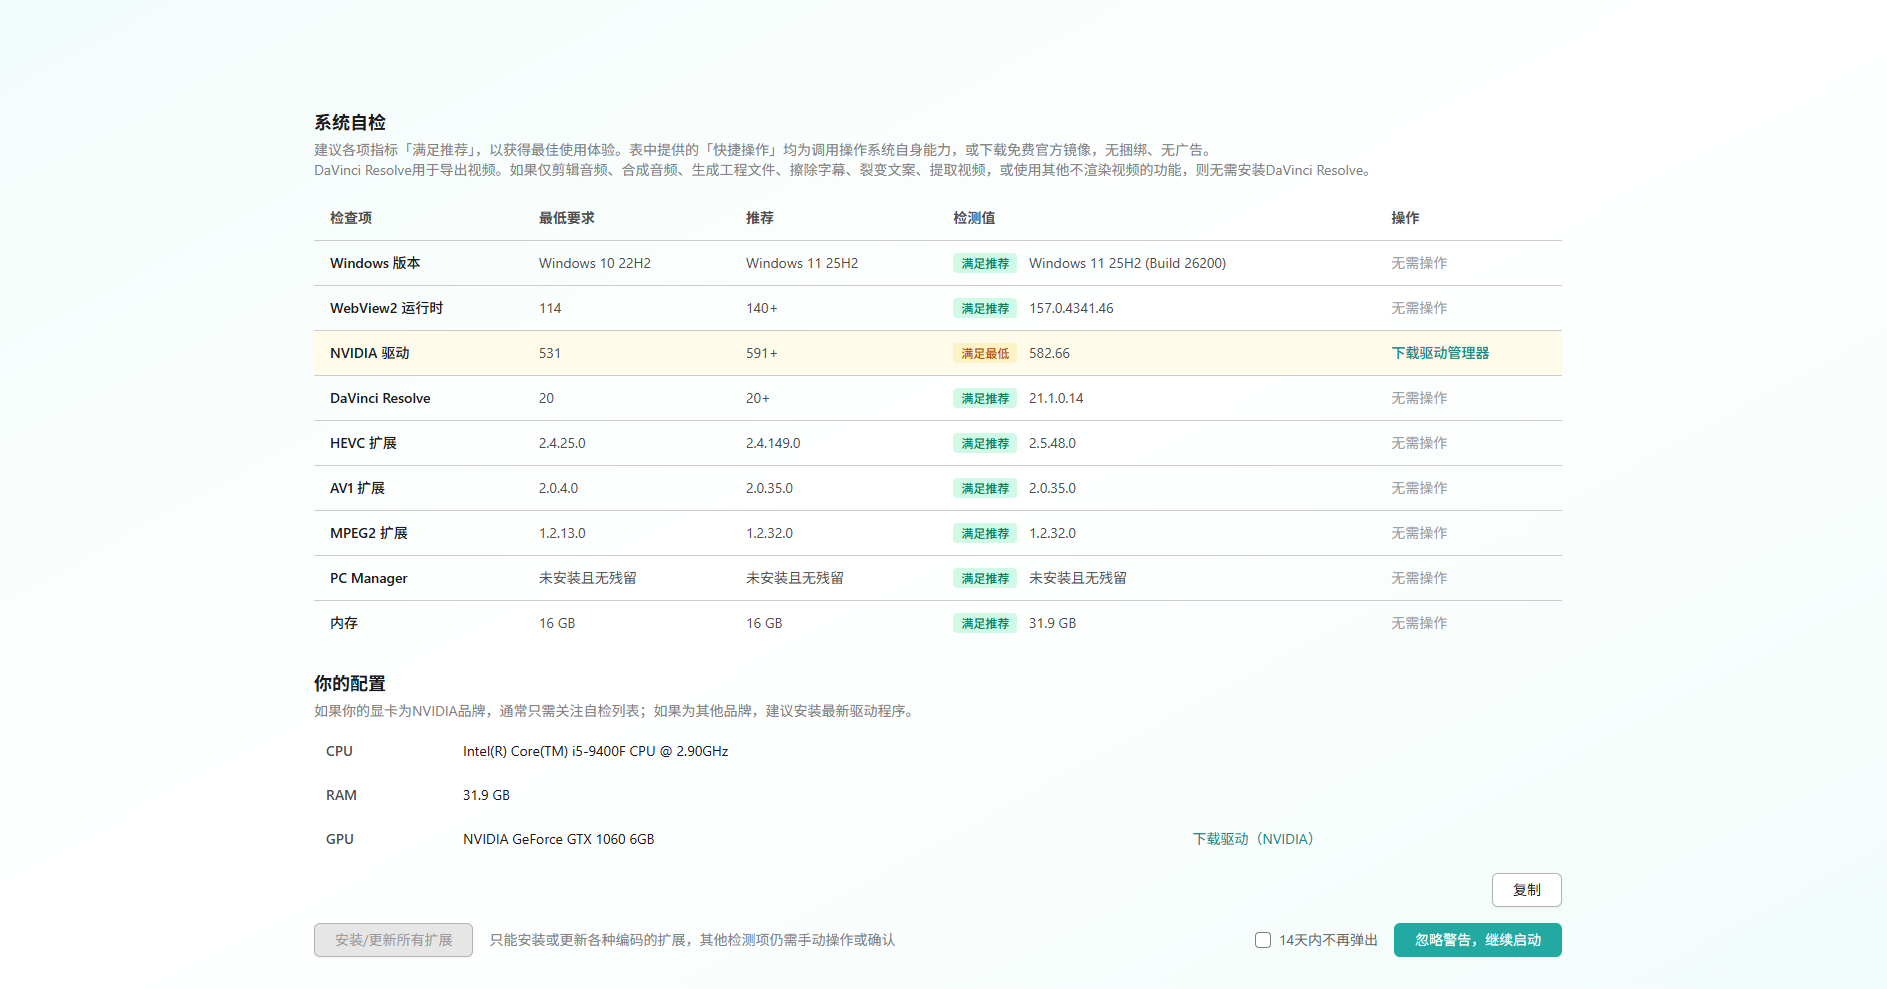 系统自检
建议各项指标「满足推荐」，以获得最佳使用体验。表中提供的「快捷操作」均为调用操作系统自身能力，或下载免费官方镜像，无捆绑、无广告。
DaVinci Resolve用于导出视频。如果仅剪辑音频、合成音频、生成工程文件、擦除字幕、裂变文案、提取视频，或使用其他不渲染视频的功能，则无需安装DaVinci Resolve。
检查项 最低要求 推荐 检测值 操作
Windows 版本 Windows 10 22H2 Windows 11 25H2 满足推荐 Windows 11 25H2 (Build 26200) 无需操作
WebView2 运行时 114 140+ 满足推荐 157.0.4341.46 无需操作
NVIDIA 驱动 531 591+ 满足最低 582.66 下载驱动管理器
DaVinci Resolve 20 20+ 满足推荐 21.1.0.14 无需操作
HEVC 扩展 2.4.25.0 2.4.149.0 满足推荐 2.5.48.0 无需操作
AV1 扩展 2.0.4.0 2.0.35.0 满足推荐 2.0.35.0 无需操作
MPEG2 扩展 1.2.13.0 1.2.32.0 满足推荐 1.2.32.0 无需操作
PC Manager 未安装且无残留 未安装且无残留 满足推荐 未安装且无残留 无需操作
内存 16 GB 16 GB 满足推荐 31.9 GB 无需操作
你的配置
如果你的显卡为NVIDIA品牌，通常只需关注自检列表；如果为其他品牌，建议安装最新驱动程序。
CPU Intel(R) Core(TM) i5-9400F CPU @ 2.90GHz
RAM 31.9 GB
GPU NVIDIA GeForce GTX 1060 6GB 下载驱动（NVIDIA）
复制
安装/更新所有扩展 只能安装或更新各种编码的扩展，其他检测项仍需手动操作或确认 14天内不再弹出 忽略警告，继续启动